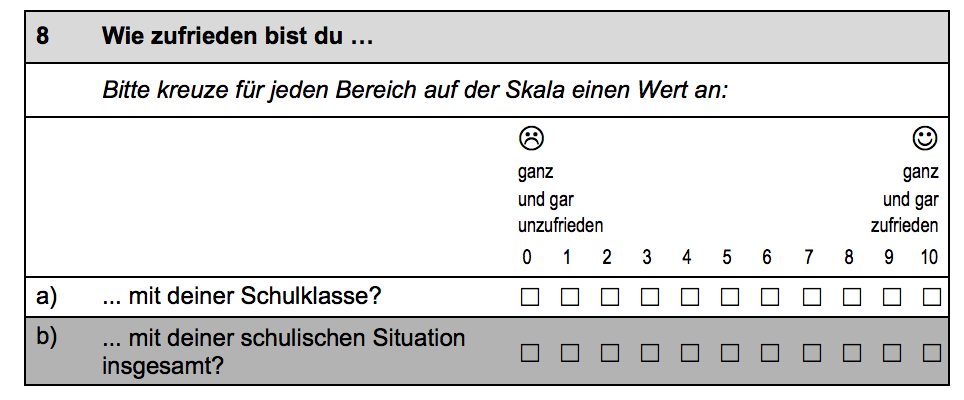 8 Wie zufrieden bist du …
Bitte kreuze für jeden Bereich auf der Skala einen Wert an:
ganz ganz
und gar und gar
unzufrieden zufrieden
0 1 2 3 4 5 6 7 8 9 10
a) ... mit deiner Schulklasse? □ □ □ □ □ □ □ □ □ □ □
b) ... mit deiner schulischen Situation
insgesamt? □ □ □ □ □ □ □ □ □ □ □